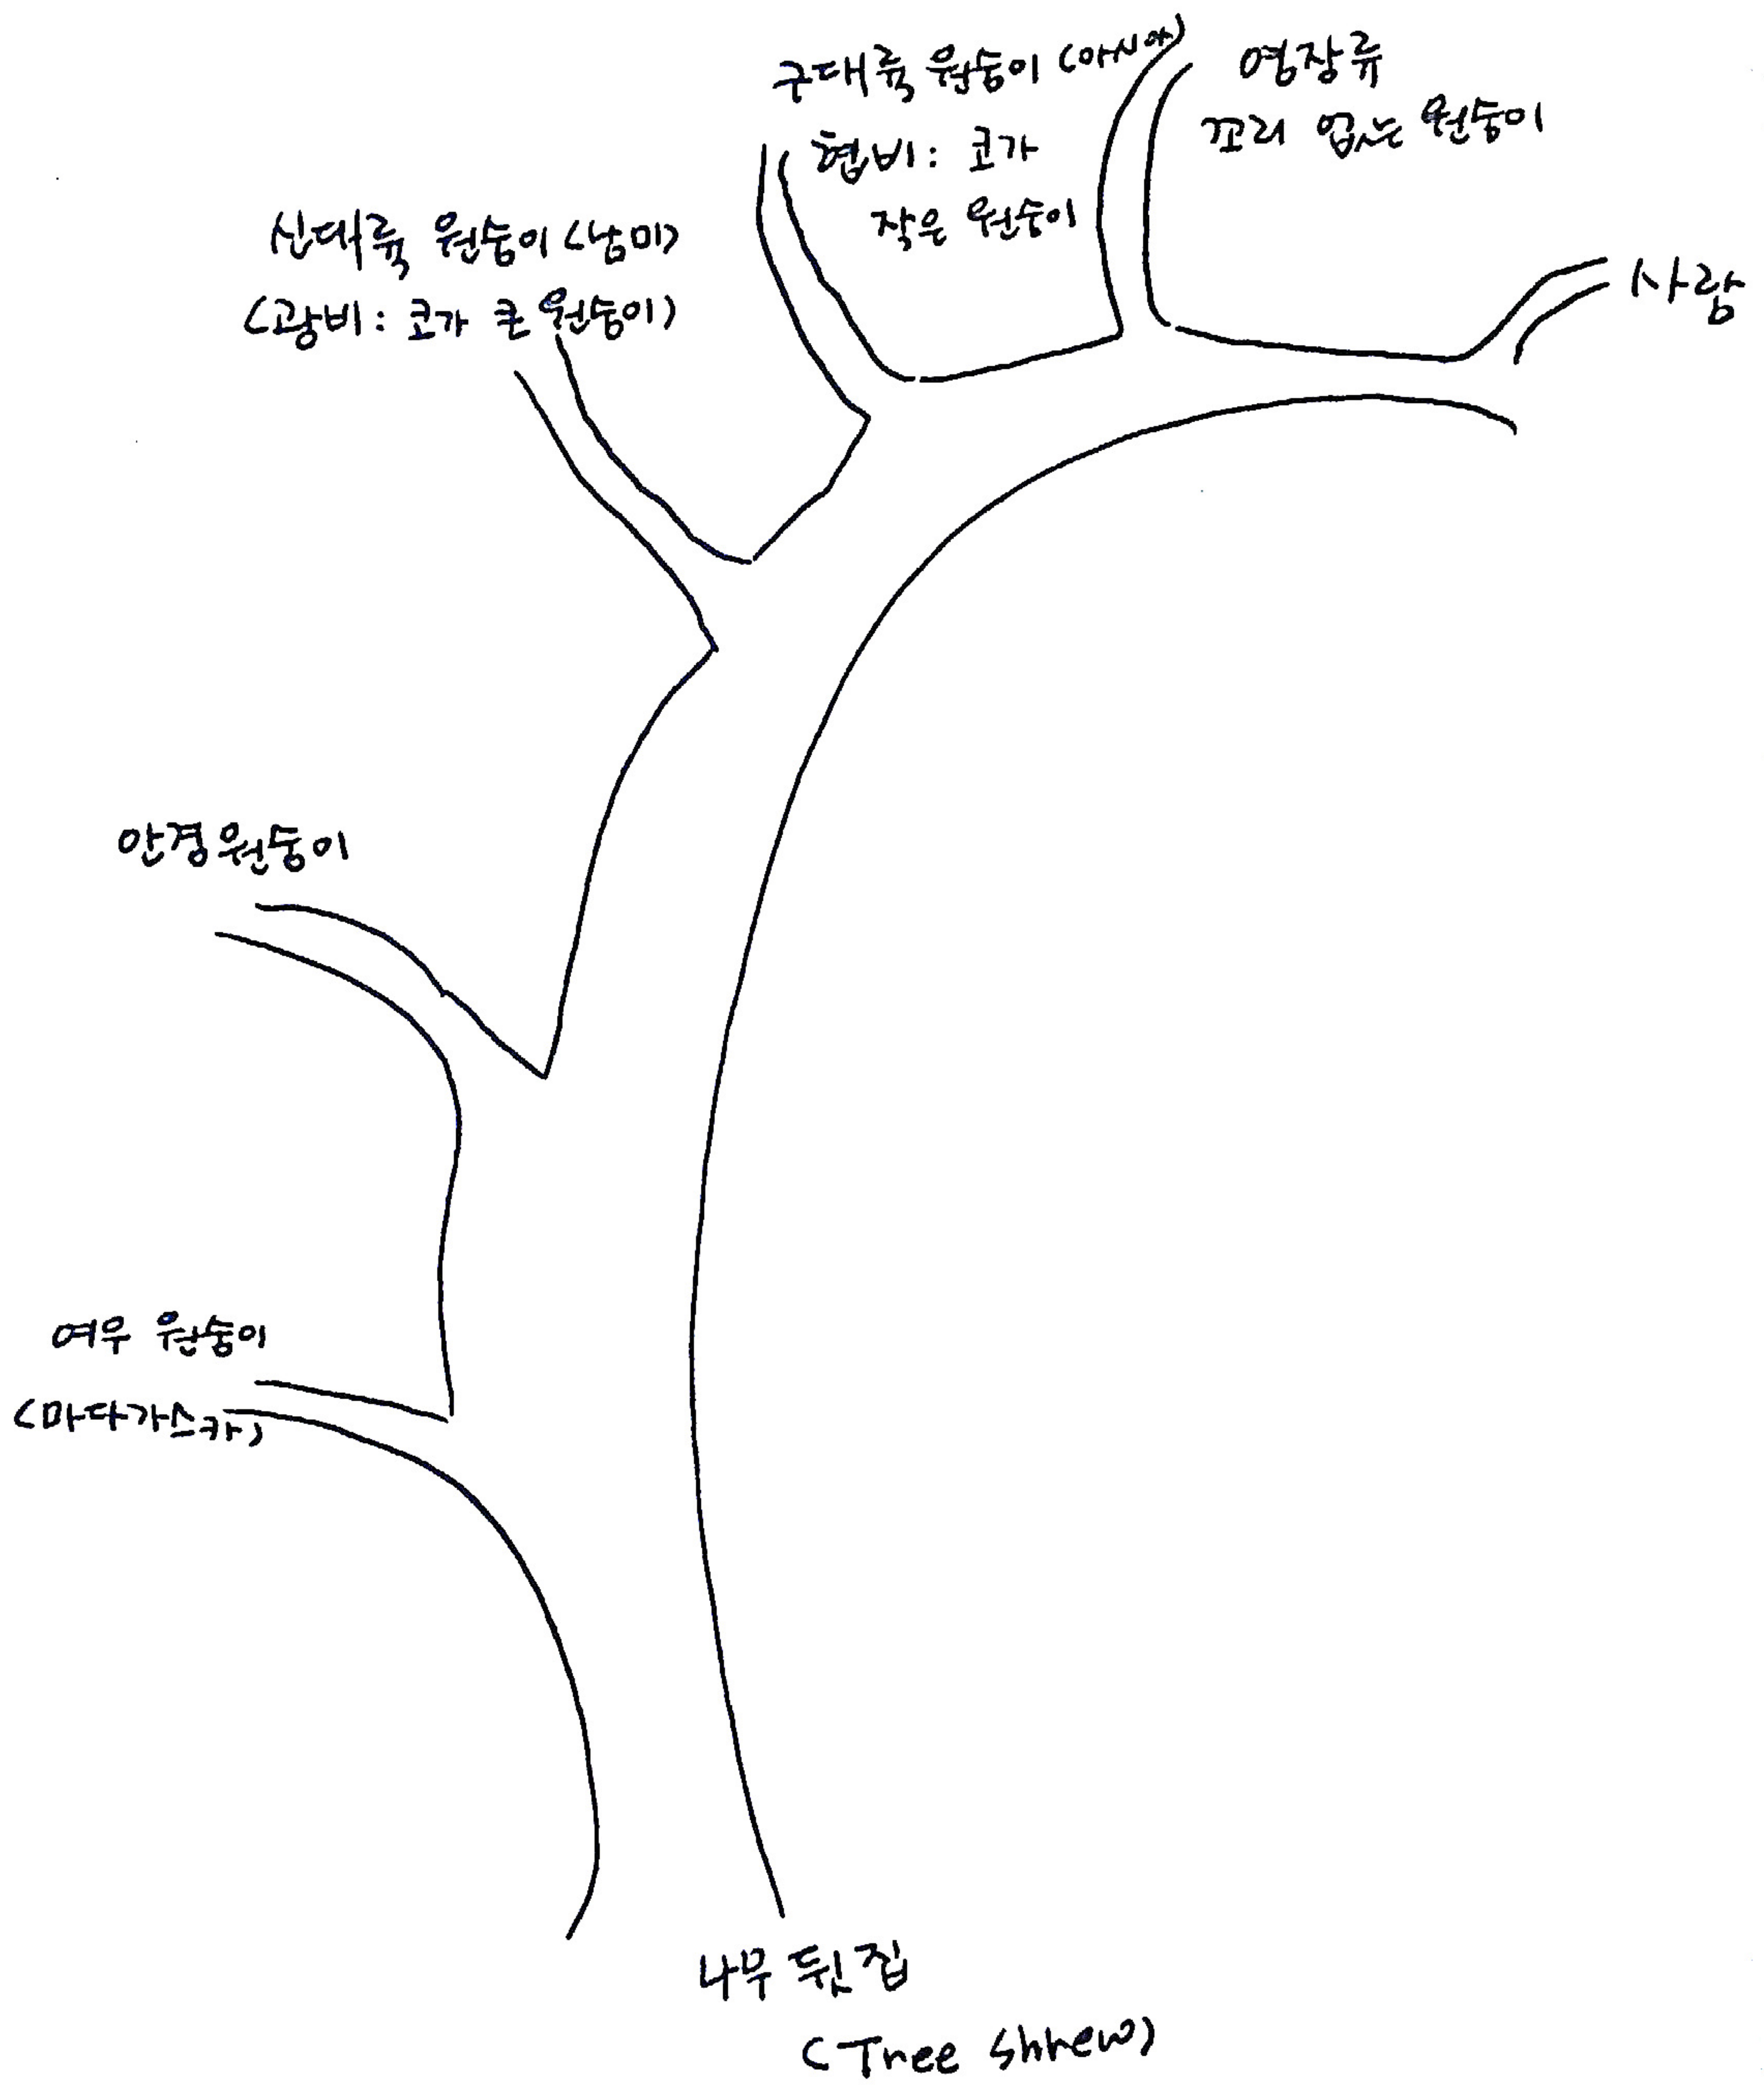 구대륙 원숭이 (아시아)
협비: 코가
작은 원숭이
영장류
꼬리 없는 원숭이
신대륙 원숭이 (남미)
(광비: 코가 큰 원숭이)
사람
안경원숭이
여우 원숭이
(마다가스카)
나무 뒷쥐
(Tree shrew)